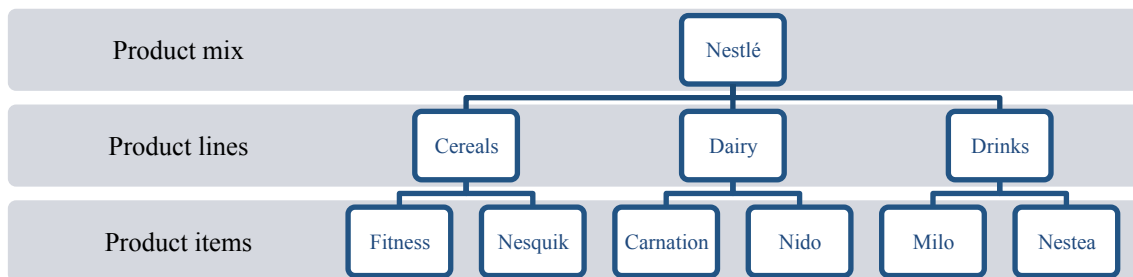 Product mix
Nestlé
Product lines
Cereals
Dairy
Drinks
Product items
Fitness
Nesquik
Carnation
Nido
Milo
Nestea